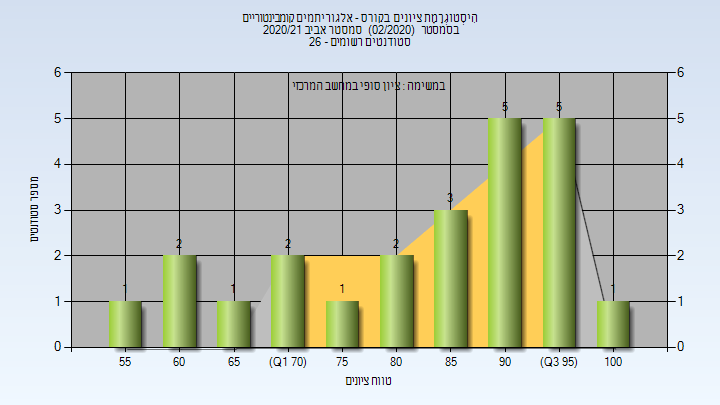 היסטוגרמת ציונים בקורס - אלגוריתמים קומבינטוריים
בסמסטר (02/2020) סמסטר אביב 2020/21
סטודנטים רשומים - 26
במשימה : ציון סופי במחשב המרכזי
6 6
5 5
4 4
3 3
2 2
1 1
0 0
1 2 1 2 1 2 3 5 5 1
מספר סטודנטים
55 60 65 (Q1 70) 75 80 85 90 (Q3 95) 100
טווח ציונים